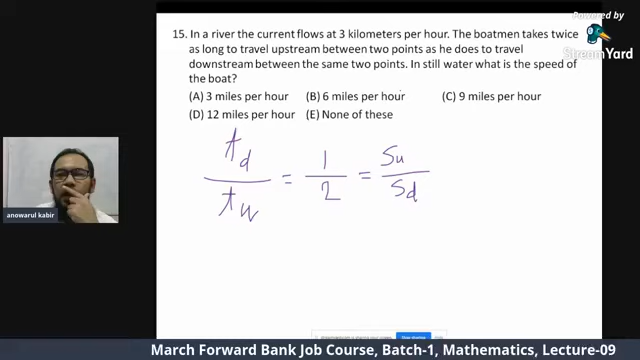 Powered by
StreamYard
15. In a river the current flows at 3 kilometers per hour. The boatmen takes twice
as long to travel upstream between two points as he does to travel
downstream between the same two points. In still water what is the speed of
the boat?
(A) 3 miles per hour (B) 6 miles per hour (C) 9 miles per hour
(D) 12 miles per hour (E) None of these
t_d / t_u = 1 / 2 = S_u / S_d
anowarul kabir
March Forward Bank Job Course, Batch-1, Mathematics, Lecture-09